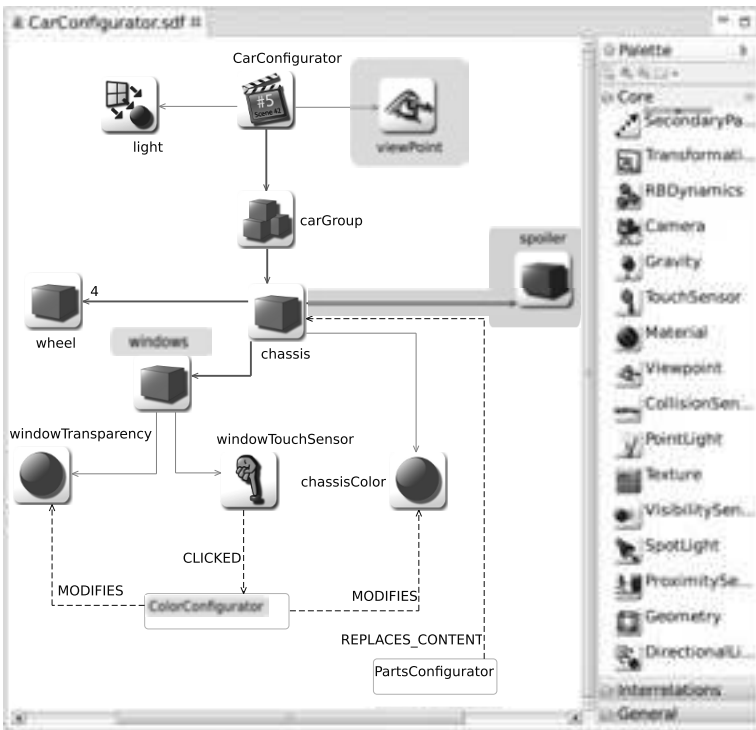 CarConfigurator.sdf
CarConfigurator
#5
Scene 42
light
viewPoint
carGroup
spoiler
4
wheel
chassis
windows
windowTransparency
windowTouchSensor
chassisColor
CLICKED
MODIFIES
MODIFIES
ColorConfigurator
REPLACES_CONTENT
PartsConfigurator
Palette
Core
SecondaryPa...
Transformati...
RBDynamics
Camera
Gravity
TouchSensor
Material
Viewpoint
CollisionSen...
PointLight
Texture
VisibilitySen...
SpotLight
ProximitySe...
Geometry
DirectionalLi...
Interrelations
General